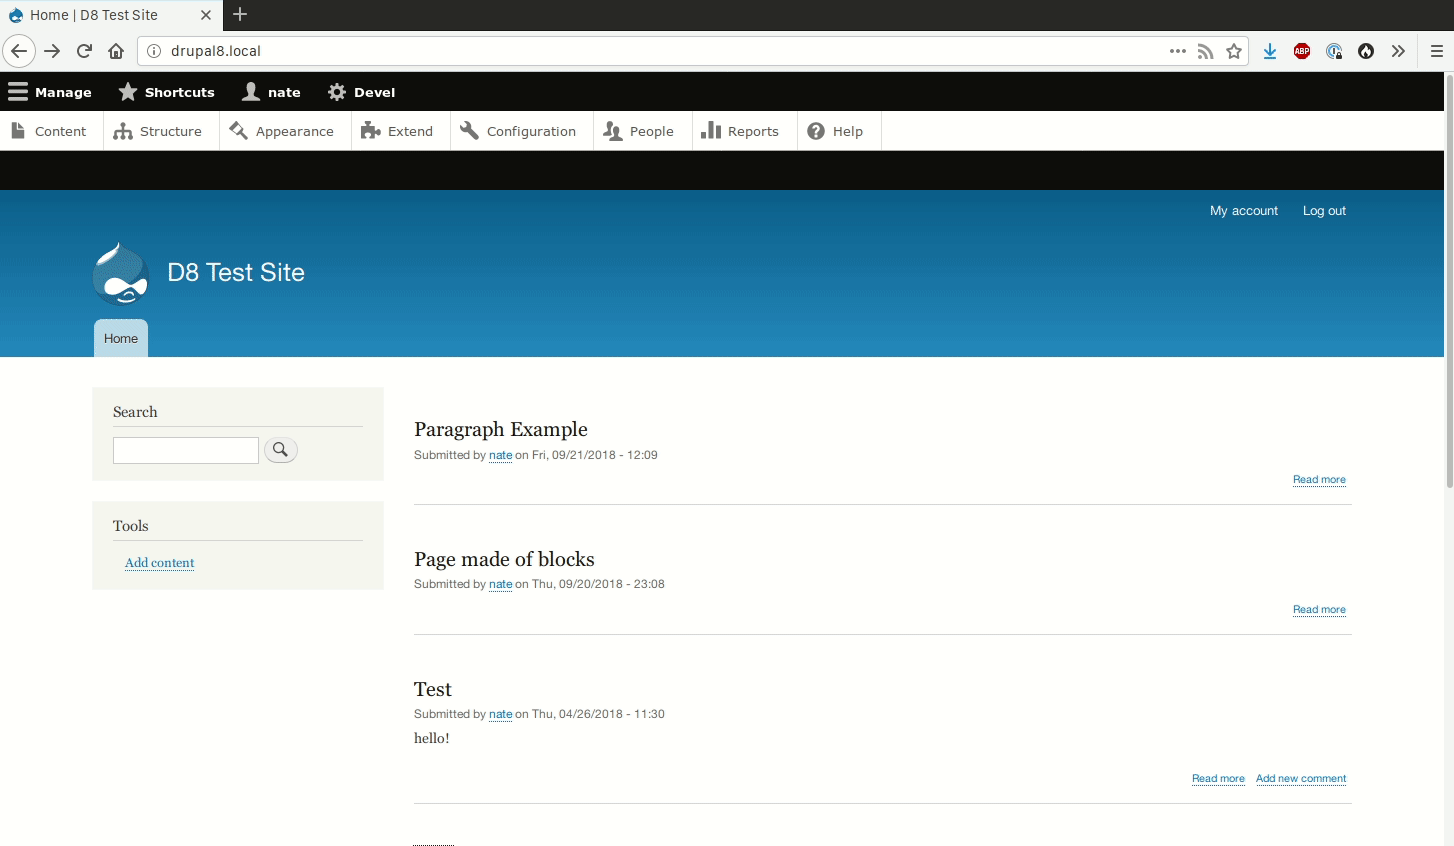 Home | D8 Test Site
drupal8.local
ABP
Manage Shortcuts nate Devel
Content Structure Appearance Extend Configuration People Reports Help
My account Log out
D8 Test Site
Home
Search
Tools
Add content
Paragraph Example
Submitted by nate on Fri, 09/21/2018 - 12:09
Read more
Page made of blocks
Submitted by nate on Thu, 09/20/2018 - 23:08
Read more
Test
Submitted by nate on Thu, 04/26/2018 - 11:30
hello!
Read more Add new comment